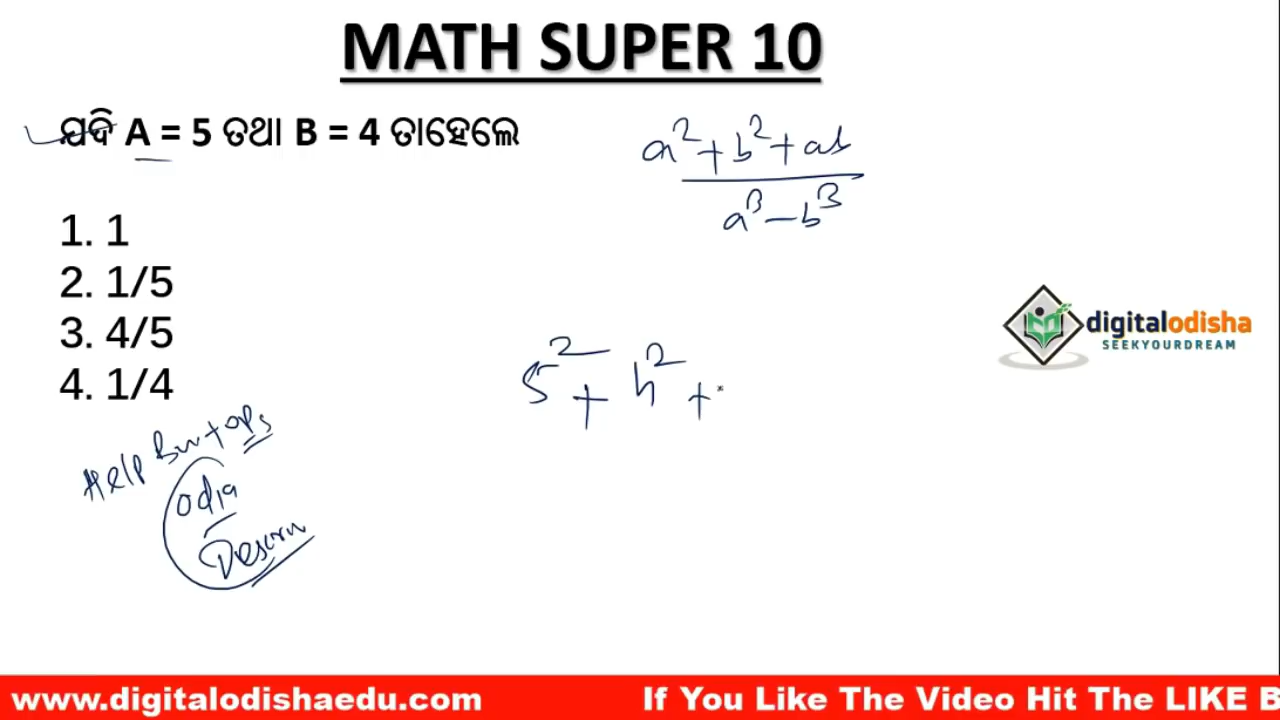 MATH SUPER 10
ଯଦି A = 5 ତଥା B = 4 ତାହେଲେ
a² + b² + ab
a³ - b³
1. 1
2. 1/5
3. 4/5
4. 1/4
digitalodisha
SEEKYOURDREAM
5² + 4² +
Help
Odia
www.digitalodishaedu.com
If You Like The Video Hit The LIKE B